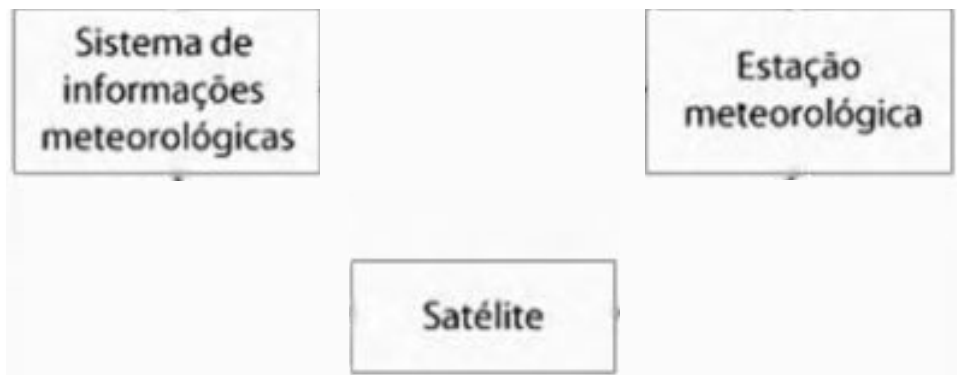 Sistema de
informações
meteorológicas
Estação
meteorológica
Satélite